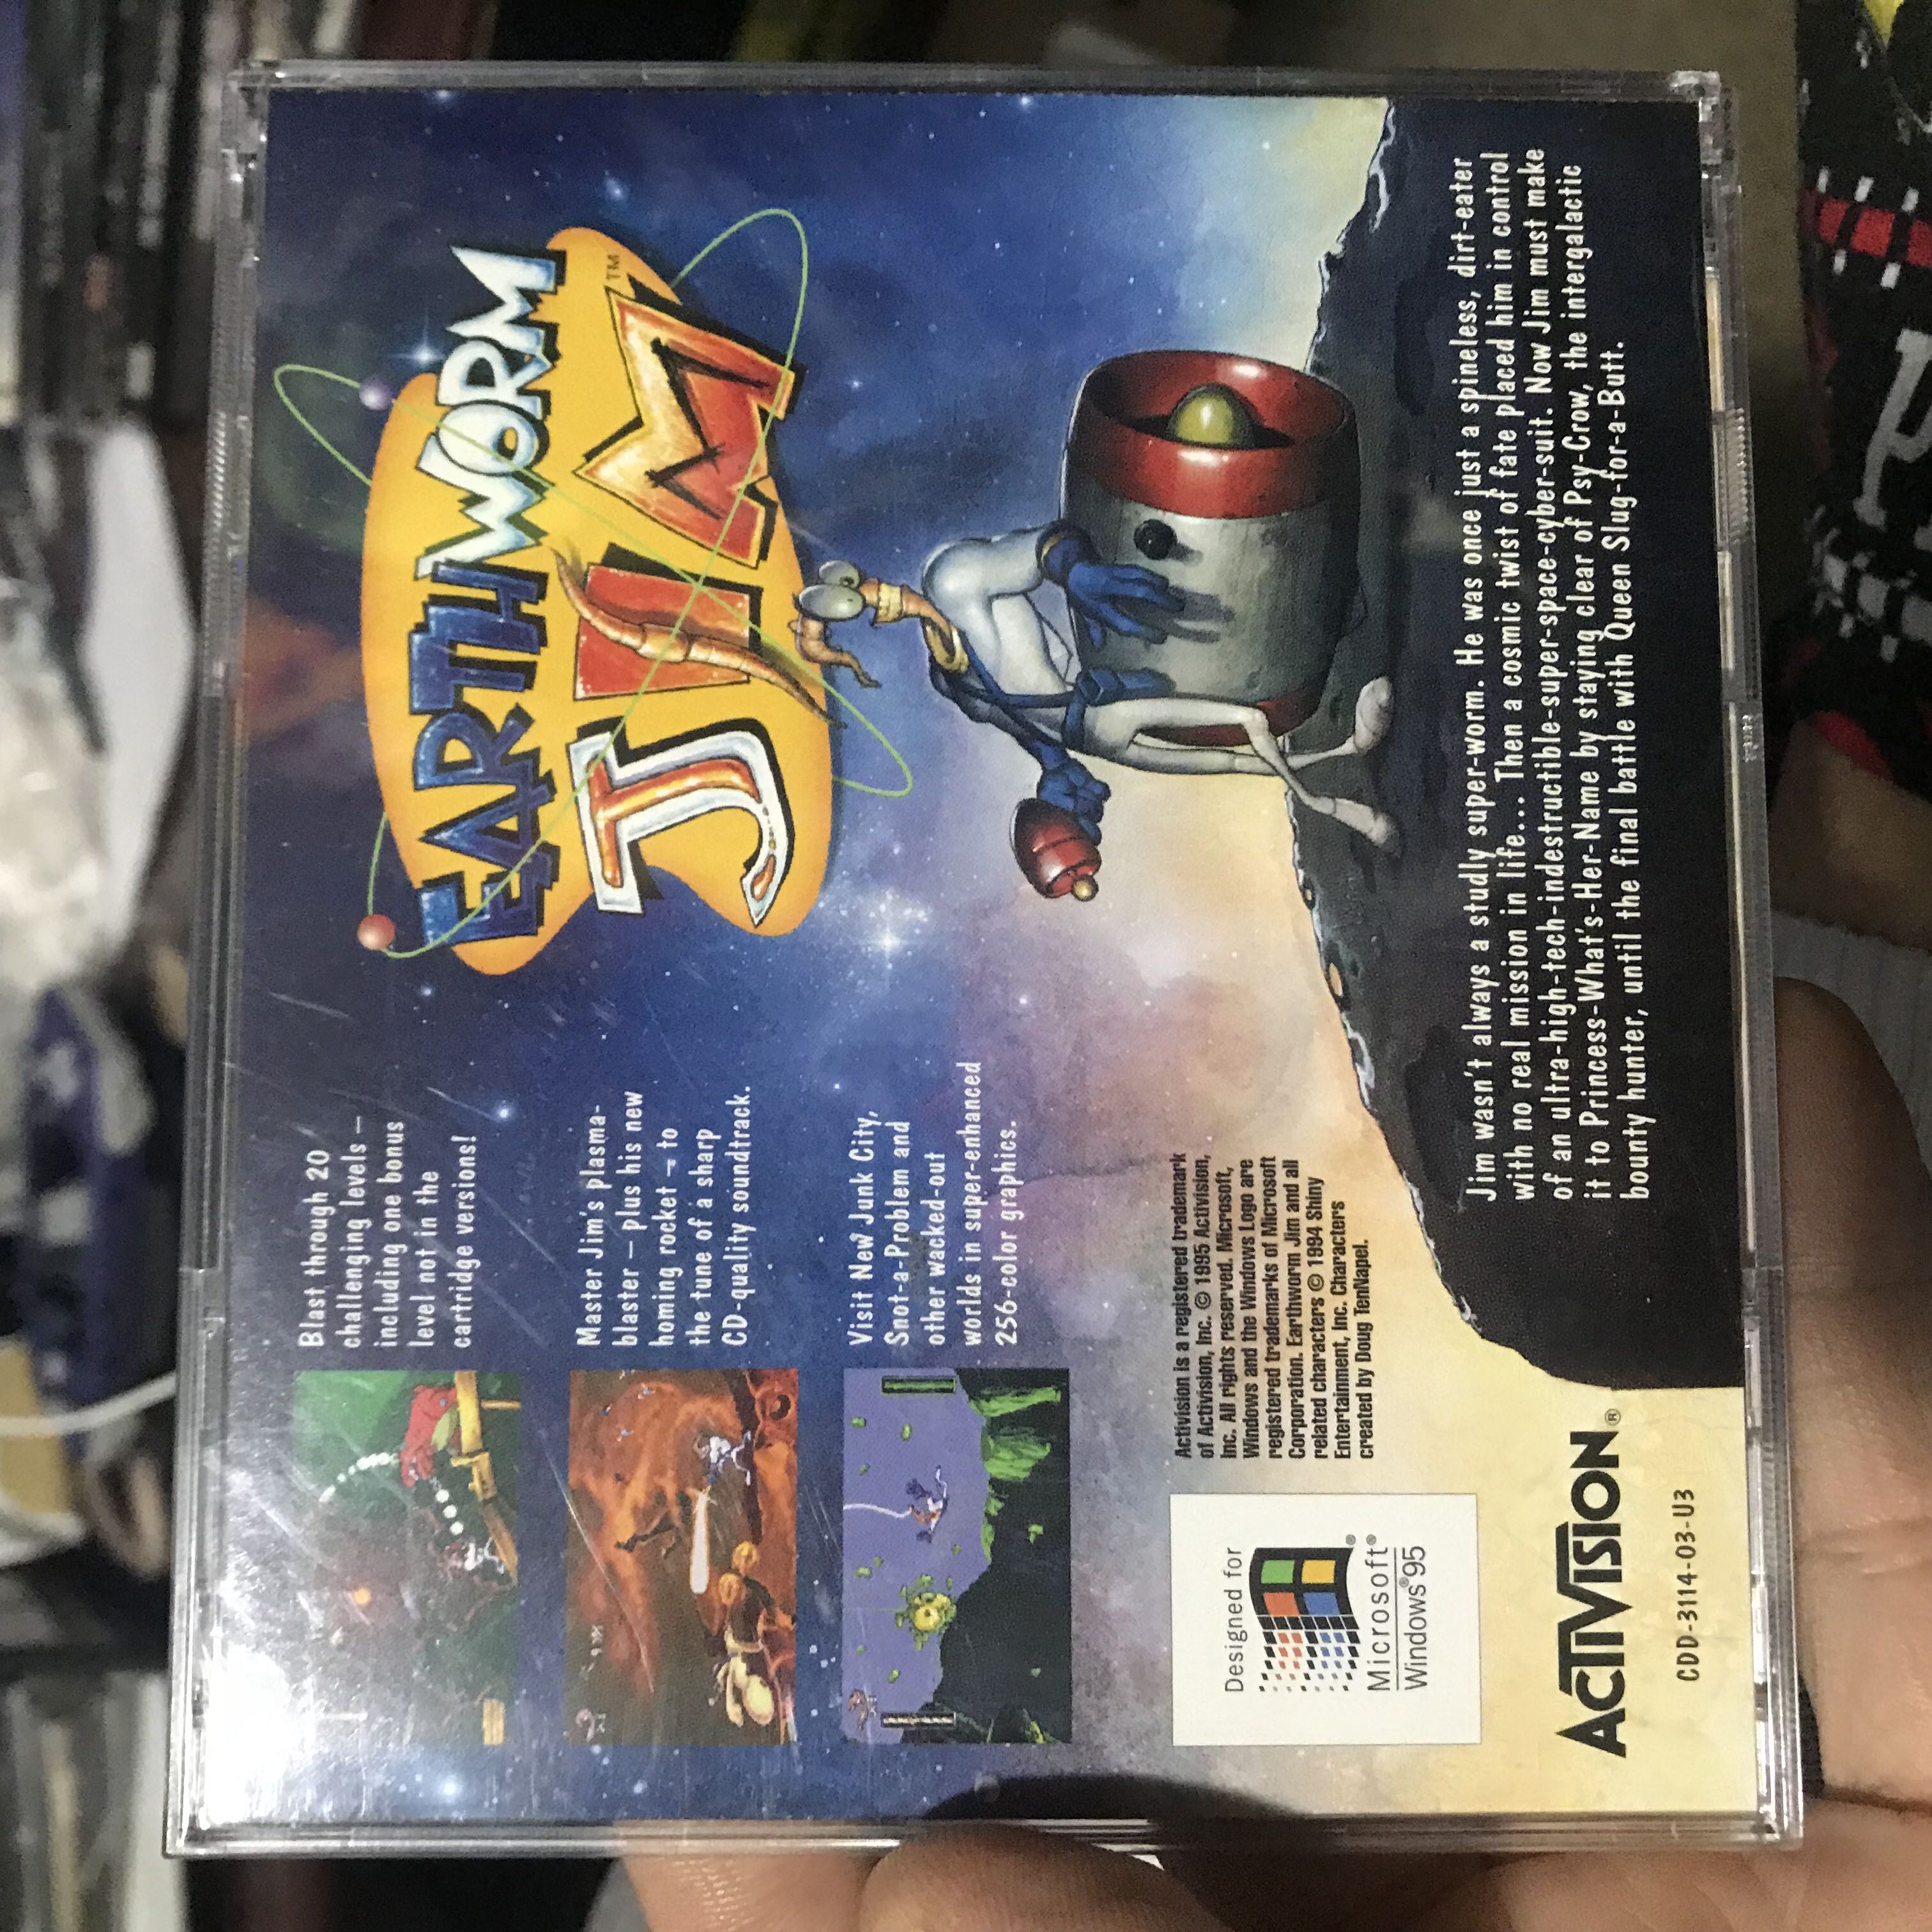 Blast through 20
challenging levels –
including one bonus
level not in the
cartridge versions!
Master Jim's plasma-
blaster – plus his new
homing rocket – to
the tune of a sharp
CD-quality soundtrack.
Visit New Junk City,
Snot-a-Problem and
other wacked-out
worlds in super-enhanced
256-color graphics.
EARTHWORM
JIM™
Designed for
Microsoft®
Windows®95
Activision is a registered trademark
of Activision, Inc. © 1995 Activision,
Inc. All rights reserved. Microsoft,
Windows and the Windows Logo are
registered trademarks of Microsoft
Corporation. Earthworm Jim and all
related characters © 1994 Shiny
Entertainment, Inc. Characters
created by Doug TenNapel.
ACTIVISION®
CDD-3114-03-U3
Jim wasn't always a studly super-worm. He was once just a spineless, dirt-eater
with no real mission in life... Then a cosmic twist of fate placed him in control
of an ultra-high-tech-indestructible-super-space-cyber-suit. Now Jim must make
it to Princess-What's-Her-Name by staying clear of Psy-Crow, the intergalactic
bounty hunter, until the final battle with Queen Slug-for-a-Butt.